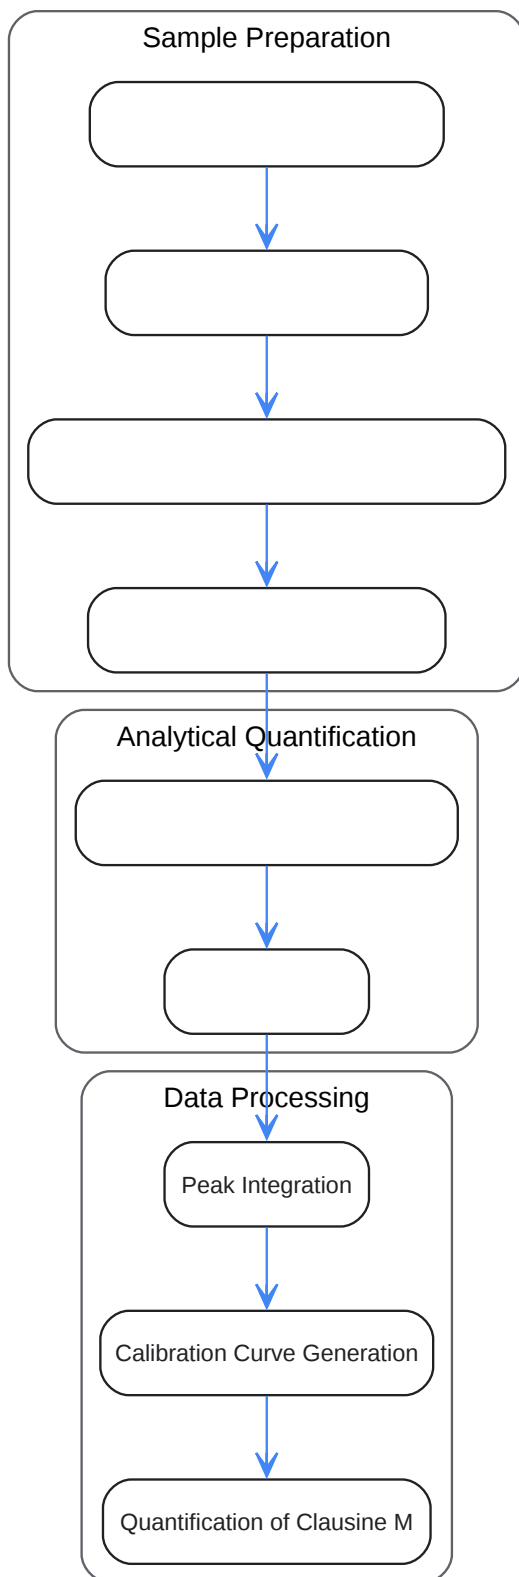 Sample Preparation
Analytical Quantification
Data Processing
Peak Integration
Calibration Curve Generation
Quantification of Clausine M